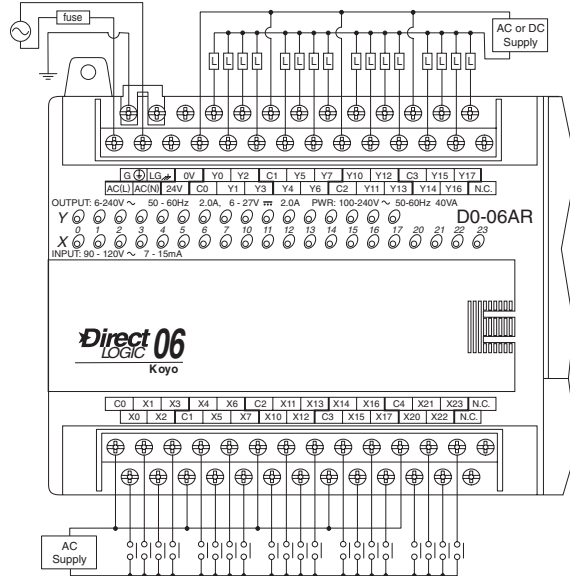 fuse
AC or DC
Supply
L L L L L L L L L L L L L L L L
G LG 0V Y0 Y2 C1 Y5 Y7 Y10 Y12 C3 Y15 Y17
AC(L) AC(N) 24V C0 Y1 Y3 Y4 Y6 C2 Y11 Y13 Y14 Y16 N.C.
OUTPUT: 6-240V ∿ 50 - 60Hz 2.0A, 6 - 27V ⎓ 2.0A PWR: 100-240V ∿ 50-60Hz 40VA
Y D0-06AR
0 1 2 3 4 5 6 7 10 11 12 13 14 15 16 17 20 21 22 23
X
INPUT: 90 - 120V ∿ 7 - 15mA
Direct 06
LOGIC
Koyo
C0 X1 X3 X4 X6 C2 X11 X13 X14 X16 C4 X21 X23 N.C.
X0 X2 C1 X5 X7 X10 X12 C3 X15 X17 X20 X22 N.C.
AC
Supply